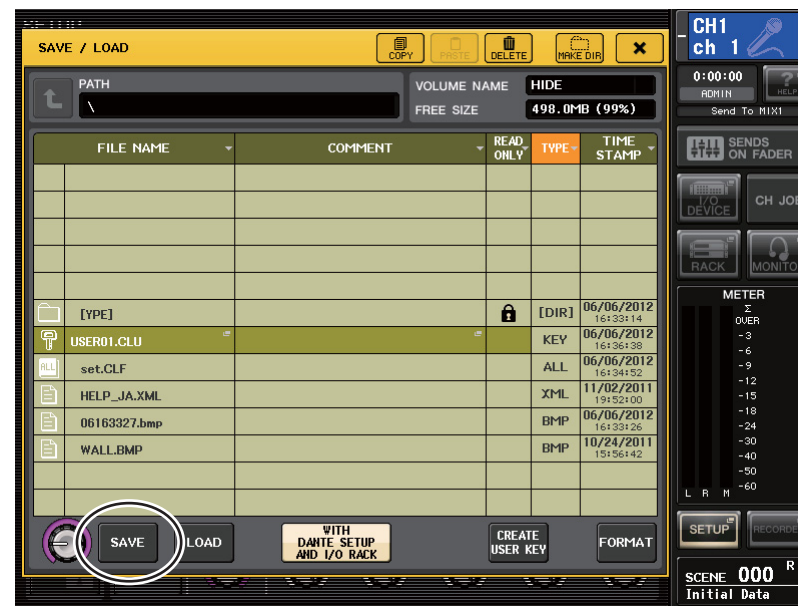 SETUP
SAVE / LOAD
COPY
PASTE
DELETE
MAKE DIR
PATH
\
VOLUME NAME
HIDE
FREE SIZE
498.0MB (99%)
FILE NAME
COMMENT
READ ONLY
TYPE
TIME STAMP
[YPE]
[DIR]
06/06/2012
16:33:14
USER01.CLU
KEY
06/06/2012
16:36:38
ALL
set.CLF
ALL
06/06/2012
16:34:52
HELP_JA.XML
XML
11/02/2011
19:52:00
06163327.bmp
BMP
06/06/2012
16:33:26
WALL.BMP
BMP
10/24/2011
15:56:42
SAVE
LOAD
WITH
DANTE SETUP
AND I/O RACK
CREATE
USER KEY
FORMAT
CH1
ch 1
0:00:00
ADMIN
?
HELP
Send To MIX1
SENDS
ON FADER
I/O
DEVICE
CH JOB
RACK
MONITO
METER
Σ
OVER
-3
-6
-9
-12
-15
-18
-24
-30
-40
-50
-60
L R M
SETUP
RECORDE
SCENE 000 R
Initial Data